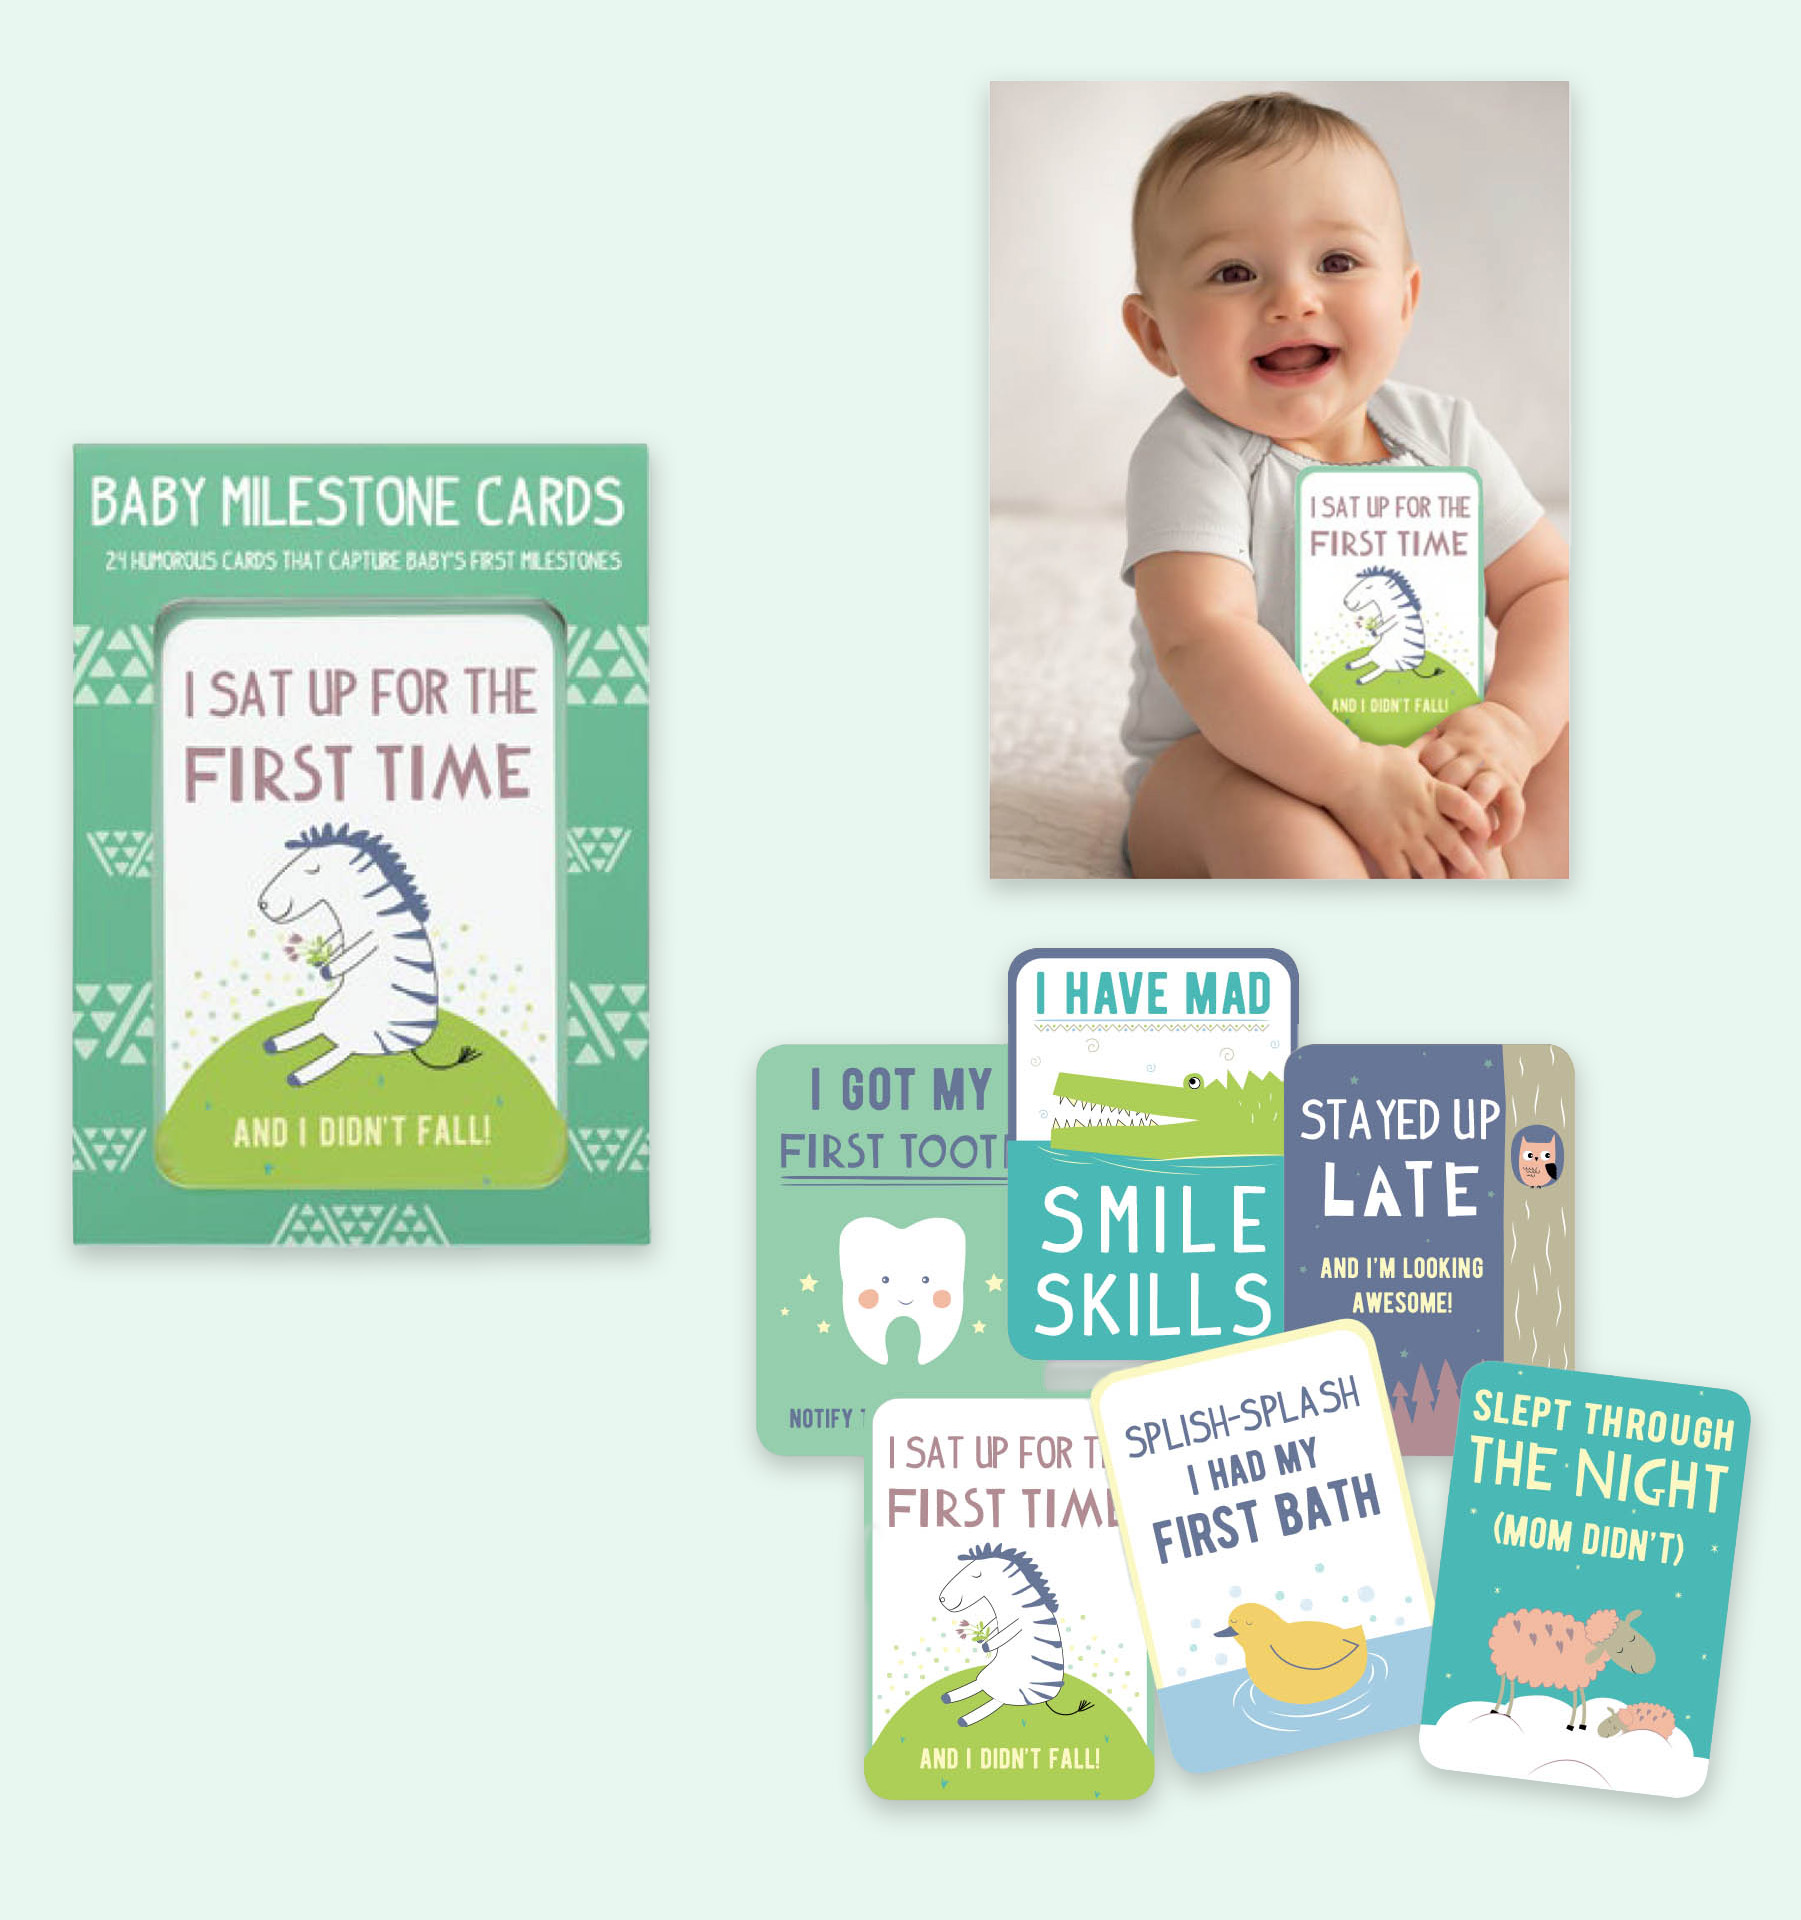 BABY MILESTONE CARDS
24 HUMOROUS CARDS THAT CAPTURE BABY'S FIRST MILESTONES
I SAT UP FOR THE
FIRST TIME
AND I DIDN'T FALL!
I SAT UP FOR THE
FIRST TIME
AND I DIDN'T FALL!
I GOT MY
FIRST
NOTIFY
I HAVE MAD
SMILE
SKILLS
STAYED UP
LATE
AND I'M LOOKING
AWESOME!
I SAT UP FOR
FIRST TIME
AND I DIDN'T FALL!
SPLISH-SPLASH
I HAD MY
FIRST BATH
SLEPT THROUGH
THE NIGHT
(MOM DIDN'T)